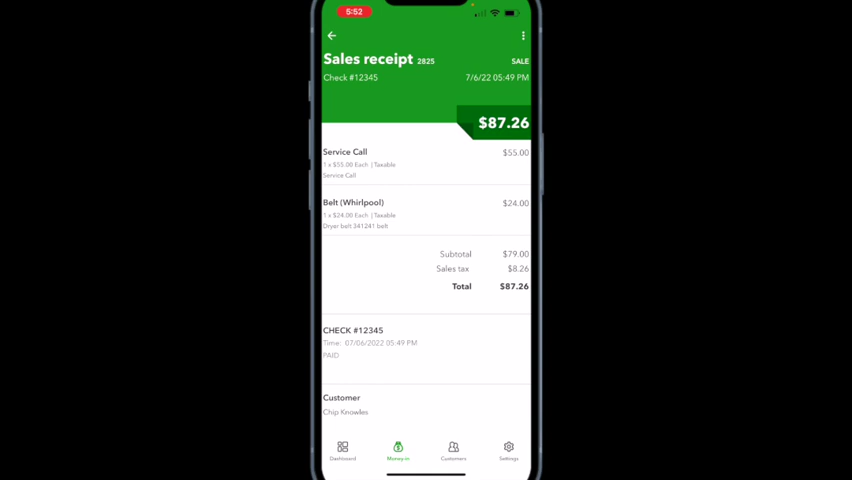 5:52
Sales receipt 2825 SALE
Check #12345 7/6/22 05:49 PM
$87.26
Service Call $55.00
1 x $55.00 Each | Taxable
Service Call
Belt (Whirlpool) $24.00
1 x $24.00 Each | Taxable
Dryer belt 341241 belt
Subtotal $79.00
Sales tax $8.26
Total $87.26
CHECK #12345
Time: 07/06/2022 05:49 PM
PAID
Customer
Chip Knowles
Dashboard Money-in Customers Settings